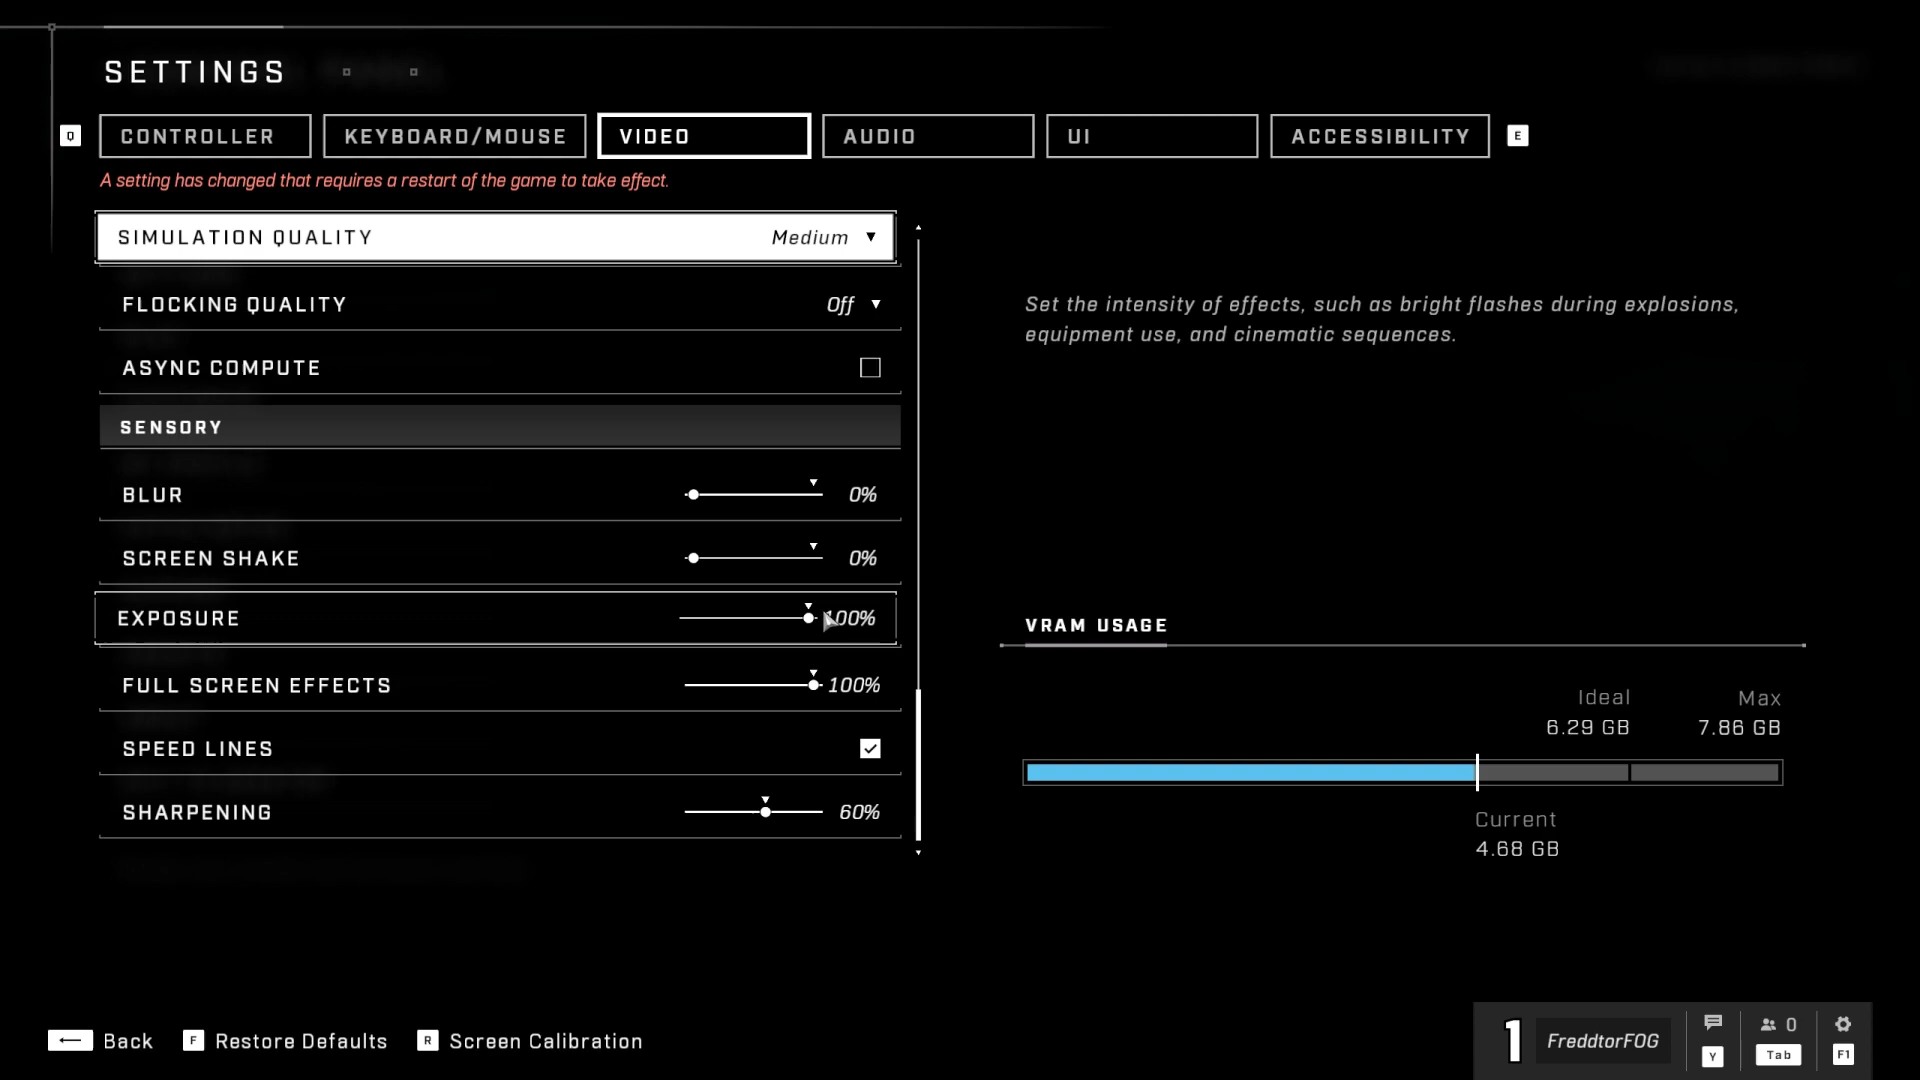 SETTINGS
Q CONTROLLER KEYBOARD/MOUSE VIDEO AUDIO UI ACCESSIBILITY E
A setting has changed that requires a restart of the game to take effect.
SIMULATION QUALITY Medium
FLOCKING QUALITY Off
ASYNC COMPUTE
SENSORY
BLUR 0%
SCREEN SHAKE 0%
EXPOSURE 100%
FULL SCREEN EFFECTS 100%
SPEED LINES
SHARPENING 60%
Set the intensity of effects, such as bright flashes during explosions,
equipment use, and cinematic sequences.
VRAM USAGE
Ideal Max
6.29 GB 7.86 GB
Current
4.68 GB
Back F Restore Defaults R Screen Calibration
1 FreddtorFOG 0
Y Tab F1